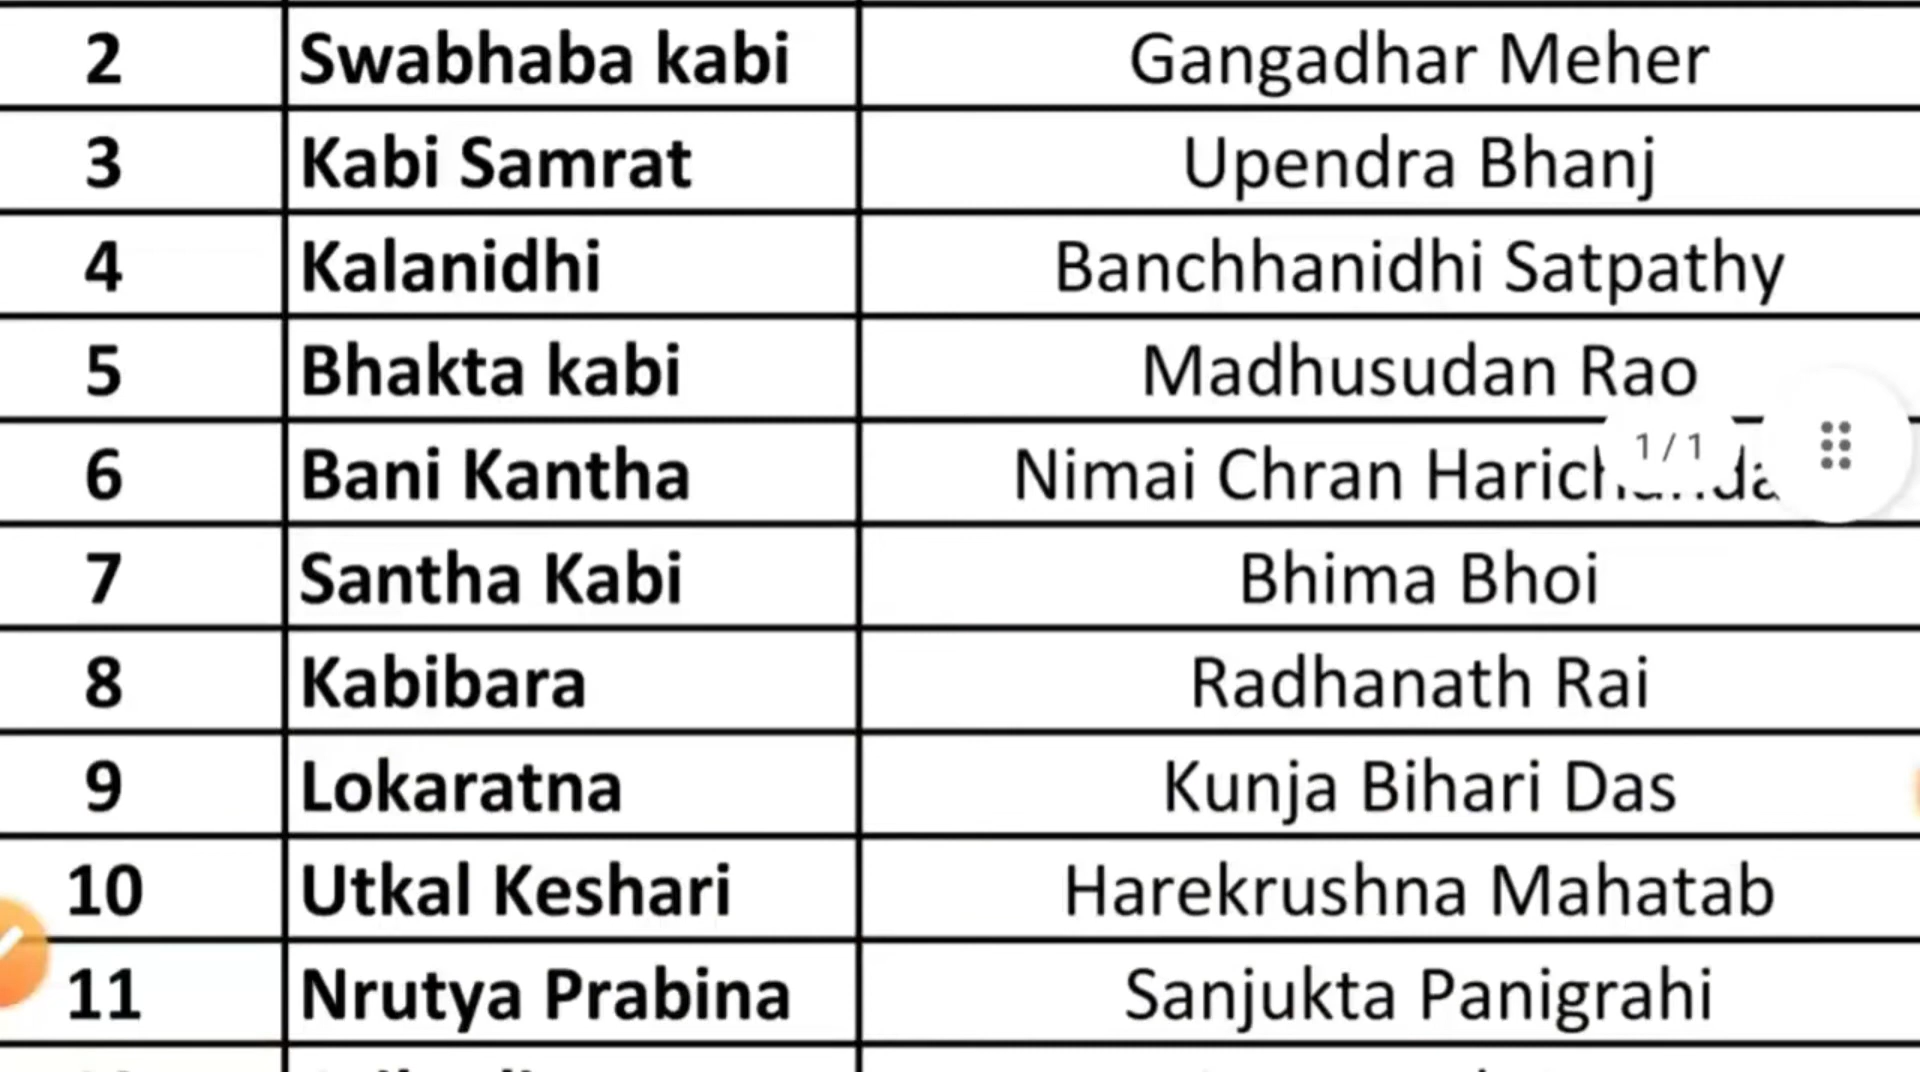 2 Swabhaba kabi Gangadhar Meher
3 Kabi Samrat Upendra Bhanj
4 Kalanidhi Banchhanidhi Satpathy
5 Bhakta kabi Madhusudan Rao
6 Bani Kantha Nimai Chran
1/1
7 Santha Kabi Bhima Bhoi
8 Kabibara Radhanath Rai
9 Lokaratna Kunja Bihari Das
10 Utkal Keshari Harekrushna Mahatab
11 Nrutya Prabina Sanjukta Panigrahi